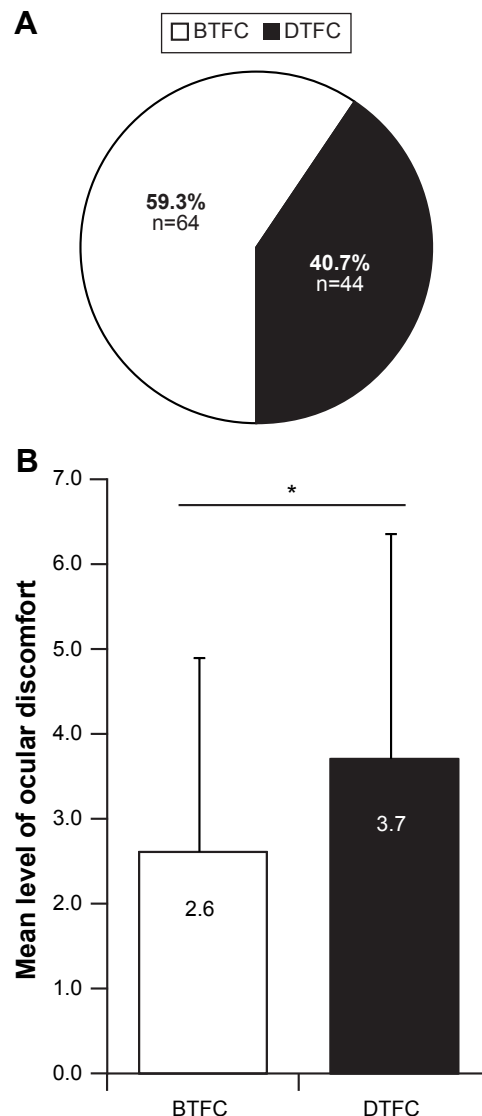 A
BTFC DTFC
59.3%
n=64
40.7%
n=44
B
Mean level of ocular discomfort
7.0
6.0
5.0
4.0
3.0
2.0
1.0
0.0
*
2.6
3.7
BTFC
DTFC